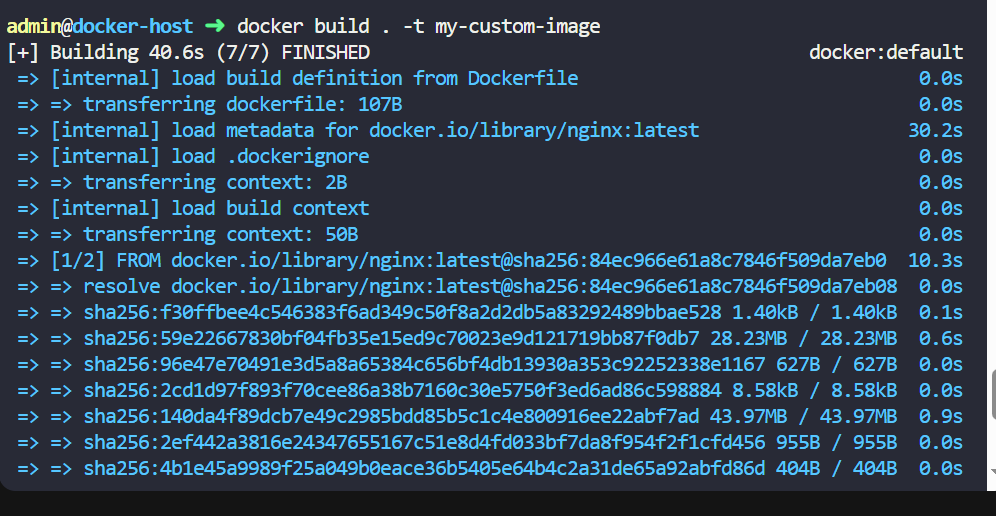 admin@docker-host ➜ docker build . -t my-custom-image
[+] Building 40.6s (7/7) FINISHED docker:default
=> [internal] load build definition from Dockerfile 0.0s
=> => transferring dockerfile: 107B 0.0s
=> [internal] load metadata for docker.io/library/nginx:latest 30.2s
=> [internal] load .dockerignore 0.0s
=> => transferring context: 2B 0.0s
=> [internal] load build context 0.0s
=> => transferring context: 50B 0.0s
=> [1/2] FROM docker.io/library/nginx:latest@sha256:84ec966e61a8c7846f509da7eb0 10.3s
=> => resolve docker.io/library/nginx:latest@sha256:84ec966e61a8c7846f509da7eb08 0.0s
=> => sha256:f30ffbee4c546383f6ad349c50f8a2d2db5a83292489bbae528 1.40kB / 1.40kB 0.1s
=> => sha256:59e22667830bf04fb35e15ed9c70023e9d121719bb87f0db7 28.23MB / 28.23MB 0.6s
=> => sha256:96e47e70491e3d5a8a65384c656bf4db13930a353c92252338e1167 627B / 627B 0.0s
=> => sha256:2cd1d97f893f70cee86a38b7160c30e5750f3ed6ad86c598884 8.58kB / 8.58kB 0.0s
=> => sha256:140da4f89dcb7e49c2985bdd85b5c1c4e800916ee22abf7ad 43.97MB / 43.97MB 0.9s
=> => sha256:2ef442a3816e24347655167c51e8d4fd033bf7da8f954f2f1cfd456 955B / 955B 0.0s
=> => sha256:4b1e45a9989f25a049b0eace36b5405e64b4c2a31de65a92abfd86d 404B / 404B 0.0s